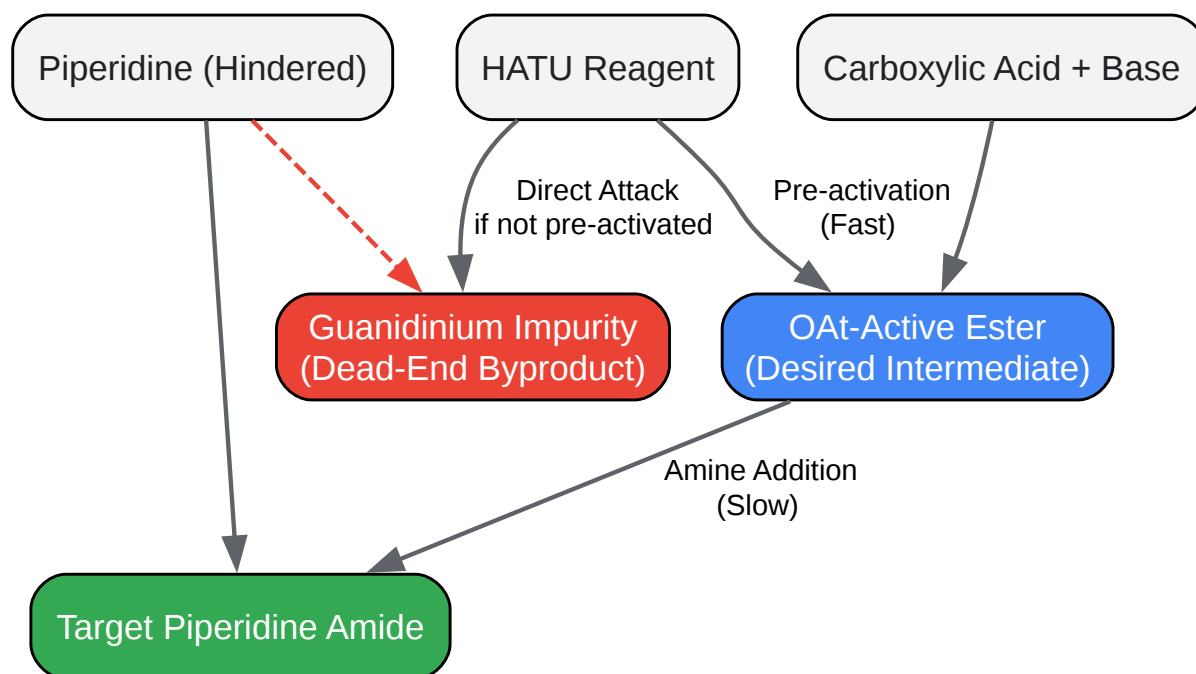 Piperidine (Hindered)
HATU Reagent
Carboxylic Acid + Base
Direct Attack
if not pre-activated
Pre-activation
(Fast)
Guanidinium Impurity
(Dead-End Byproduct)
OAt-Active Ester
(Desired Intermediate)
Amine Addition
(Slow)
Target Piperidine Amide